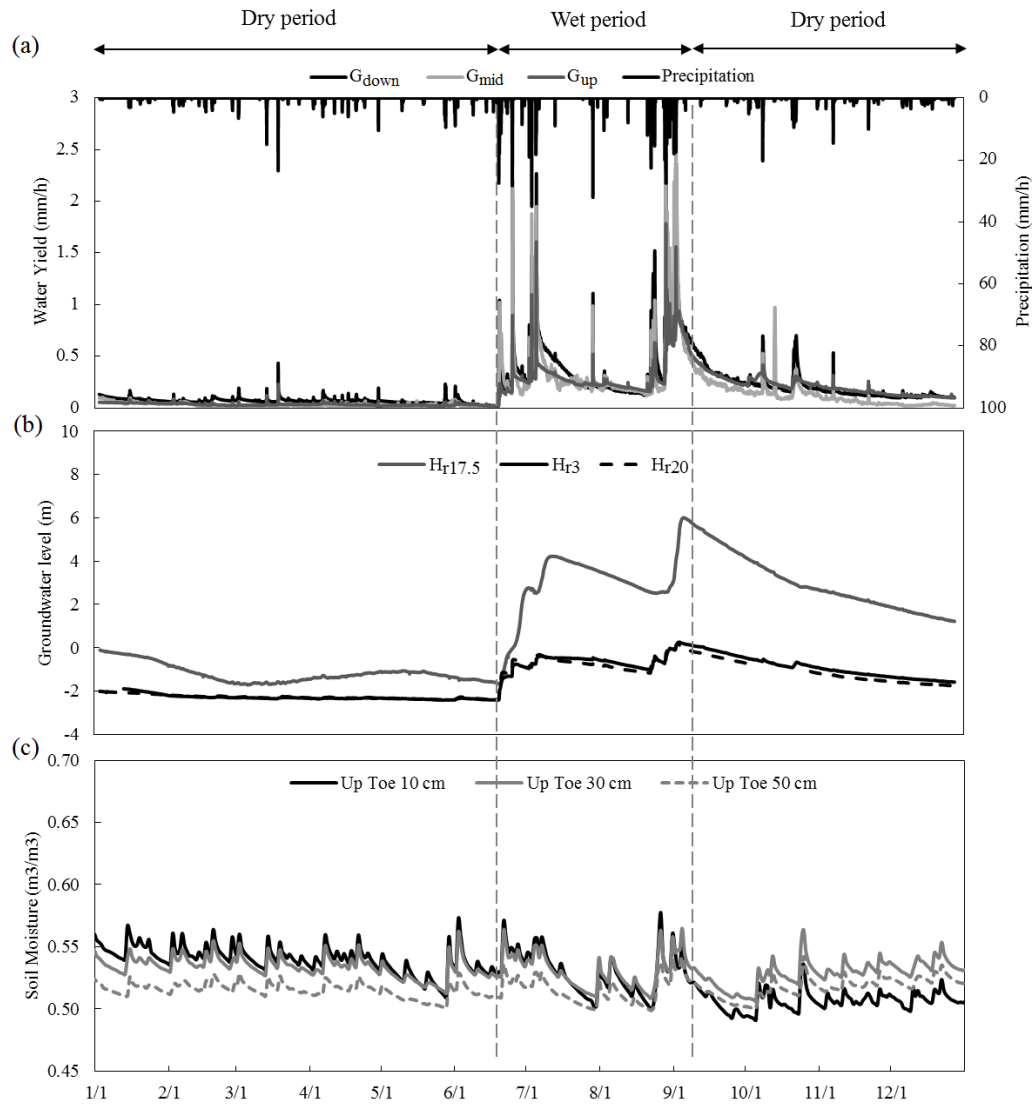 Dry period Wet period Dry period
(a)
Gdown Gmid Gup Precipitation
3 0
2.5 20
2 40
1.5
1 60
0.5 80
0 100
Water Yield (mm/h)
Precipitation (mm/h)
(b)
10
8
6
4
2
0
-2
-4
Groundwater level (m)
Hr17.5 Hr3 Hr20
(c)
0.70
0.65
0.60
0.55
0.50
0.45
Soil Moisture (m3/m3)
Up Toe 10 cm Up Toe 30 cm Up Toe 50 cm
1/1 2/1 3/1 4/1 5/1 6/1 7/1 8/1 9/1 10/1 11/1 12/1